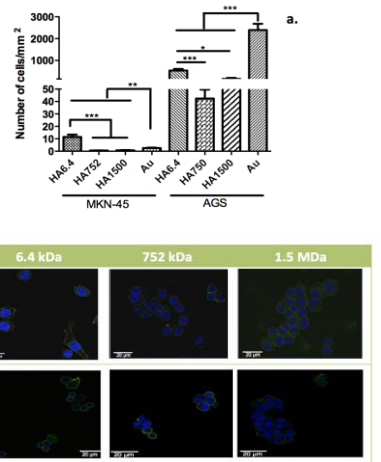 a.
Number of cells/mm 2
3000
2000
1000
50
40
30
20
10
0
***
**
***
*
***
HA6.4 HA752 HA1500 Au HA6.4 HA750 HA1500 Au
MKN-45 AGS
6.4 kDa 752 kDa 1.5 MDa
20 µm 20 µm
20 µm 20 µm 20 µm